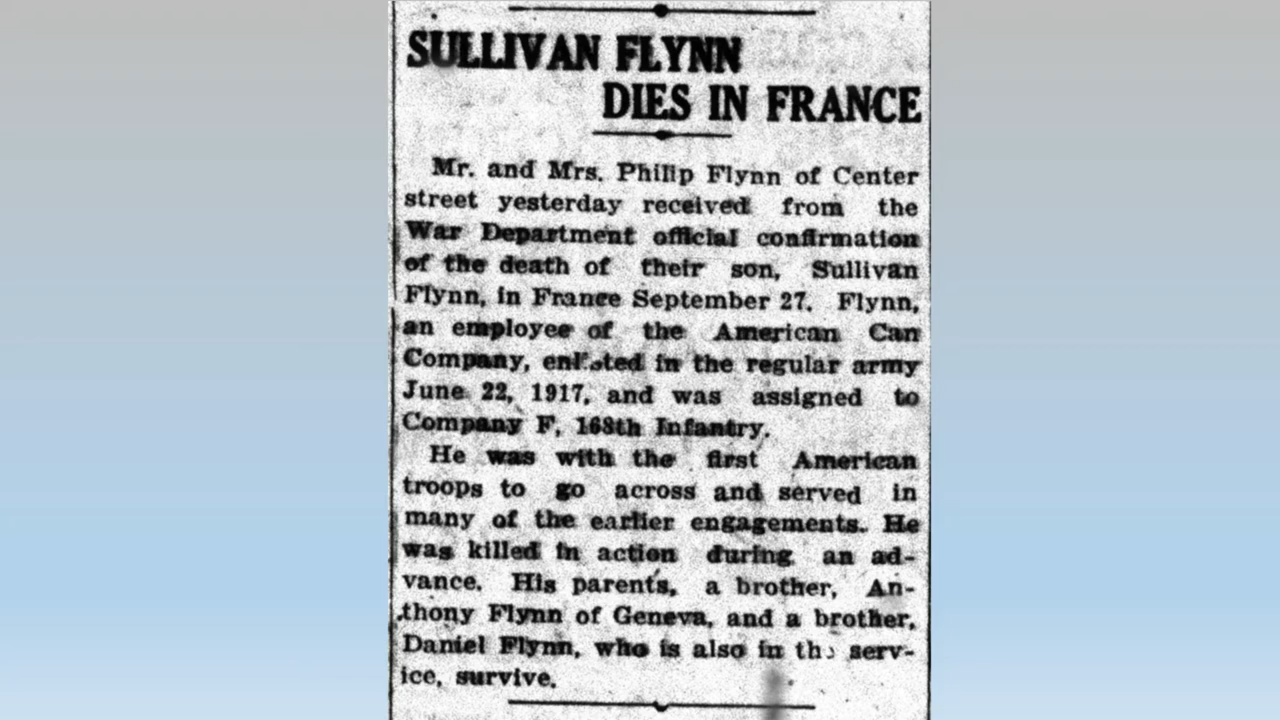 SULLIVAN FLYNN
DIES IN FRANCE
Mr. and Mrs. Philip Flynn of Center
street yesterday received from the
War Department official confirmation
of the death of their son, Sullivan
Flynn, in France September 27. Flynn,
an employee of the American Can
Company, enlisted in the regular army
June 22, 1917, and was assigned to
Company F, 168th Infantry.
He was with the first American
troops to go across and served in
many of the earlier engagements. He
was killed in action during an ad-
vance. His parents, a brother, An-
thony Flynn of Geneva, and a brother,
Daniel Flynn, who is also in the serv-
ice, survive.